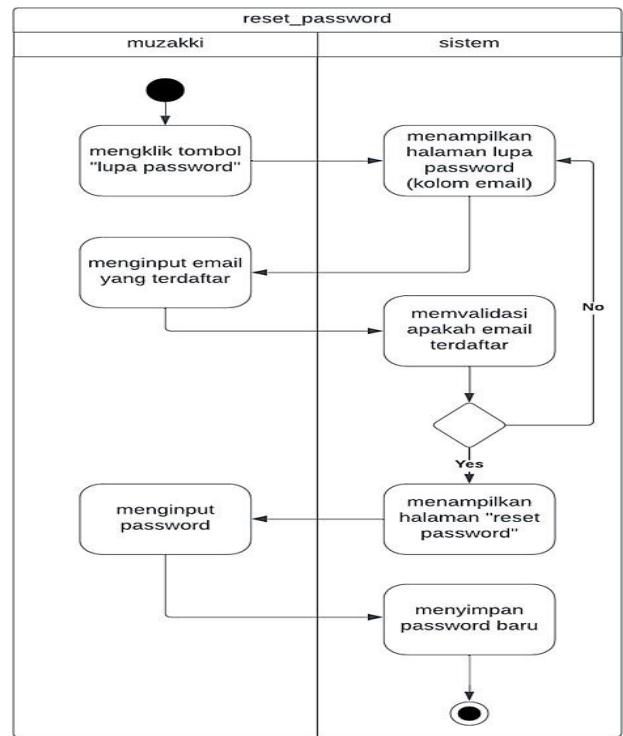 reset_password
muzakki
sistem
mengklik tombol
"lupa password"
menampilkan
halaman lupa
password
(kolom email)
menginput email
yang terdaftar
memvalidasi
apakah email
terdaftar
No
Yes
menampilkan
halaman "reset
password"
menginput
password
menyimpan
password baru